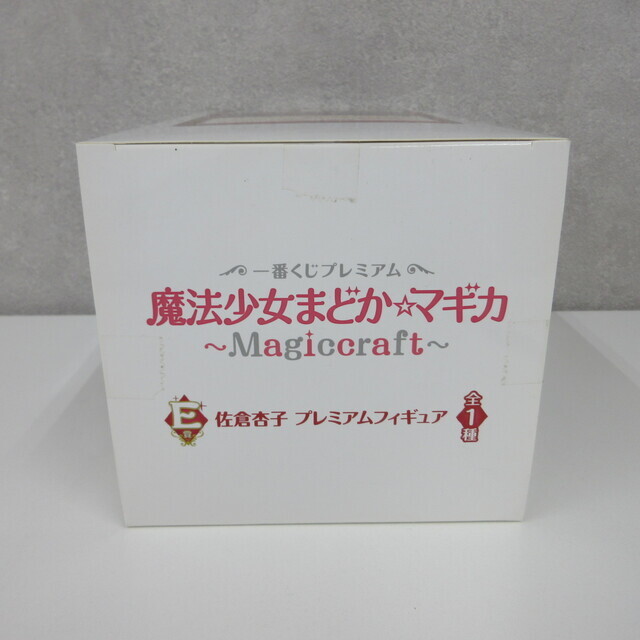 一番くじプレミアム
魔法少女まどか☆マギカ
～Magiccraft～
E賞 佐倉杏子 プレミアムフィギュア 全1種